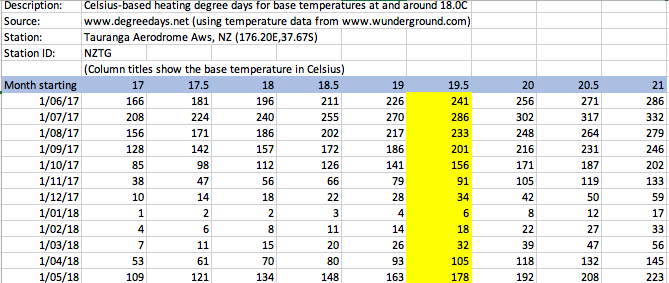 Description: Celsius-based heating degree days for base temperatures at and around 18.0C
Source: www.degreedays.net (using temperature data from www.wunderground.com)
Station: Tauranga Aerodrome Aws, NZ (176.20E,37.67S)
Station ID: NZTG
(Column titles show the base temperature in Celsius)
Month starting 17 17.5 18 18.5 19 19.5 20 20.5 21
1/06/17 166 181 196 211 226 241 256 271 286
1/07/17 208 224 240 255 270 286 302 317 332
1/08/17 156 171 186 202 217 233 248 264 279
1/09/17 128 142 157 172 186 201 216 231 246
1/10/17 85 98 112 126 141 156 171 187 202
1/11/17 38 47 56 66 79 91 105 119 133
1/12/17 10 14 18 22 28 34 42 50 59
1/01/18 1 2 2 3 4 6 8 12 17
1/02/18 4 6 8 11 14 18 22 27 33
1/03/18 7 11 15 20 26 32 39 47 56
1/04/18 53 61 70 80 93 105 118 132 145
1/05/18 109 121 134 148 163 178 192 208 223